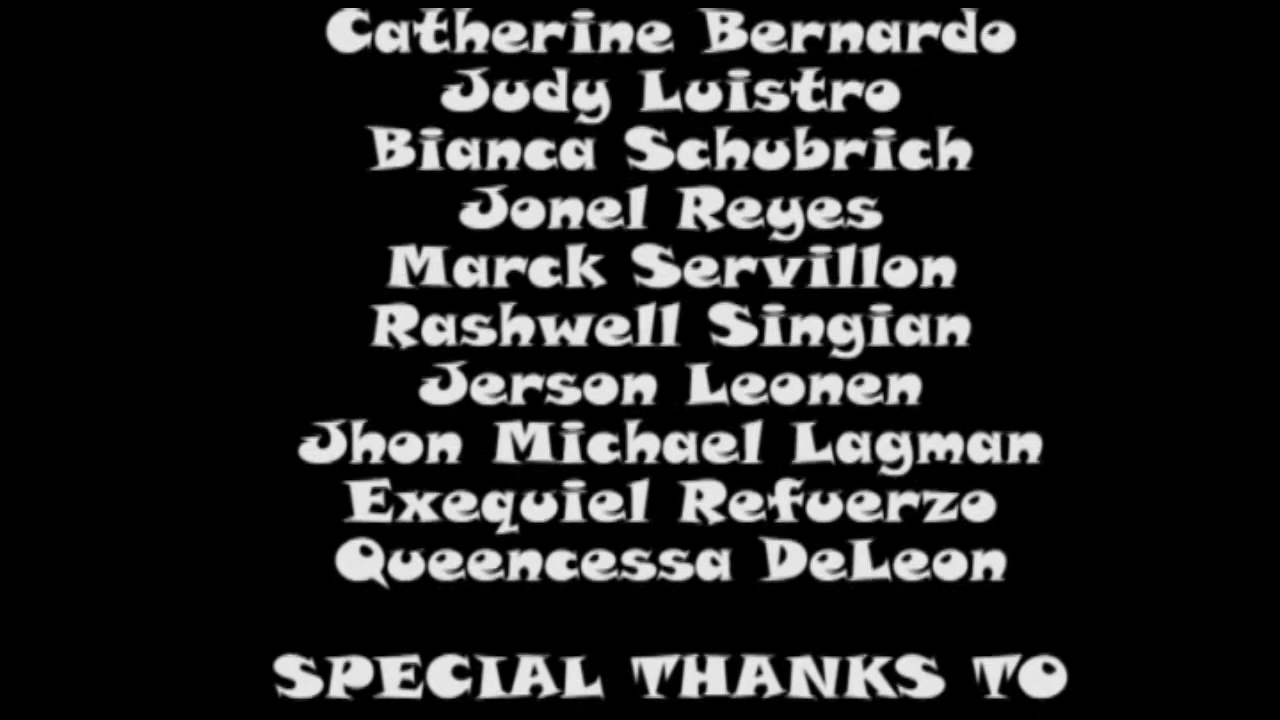 Catherine Bernardo
Judy Luistro
Bianca Schubrich
Jonel Reyes
Marck Servillon
Rashwell Singian
Jerson Leonen
Jhon Michael Lagman
Exequiel Refuerzo
Queencessa DeLeon
SPECIAL THANKS TO